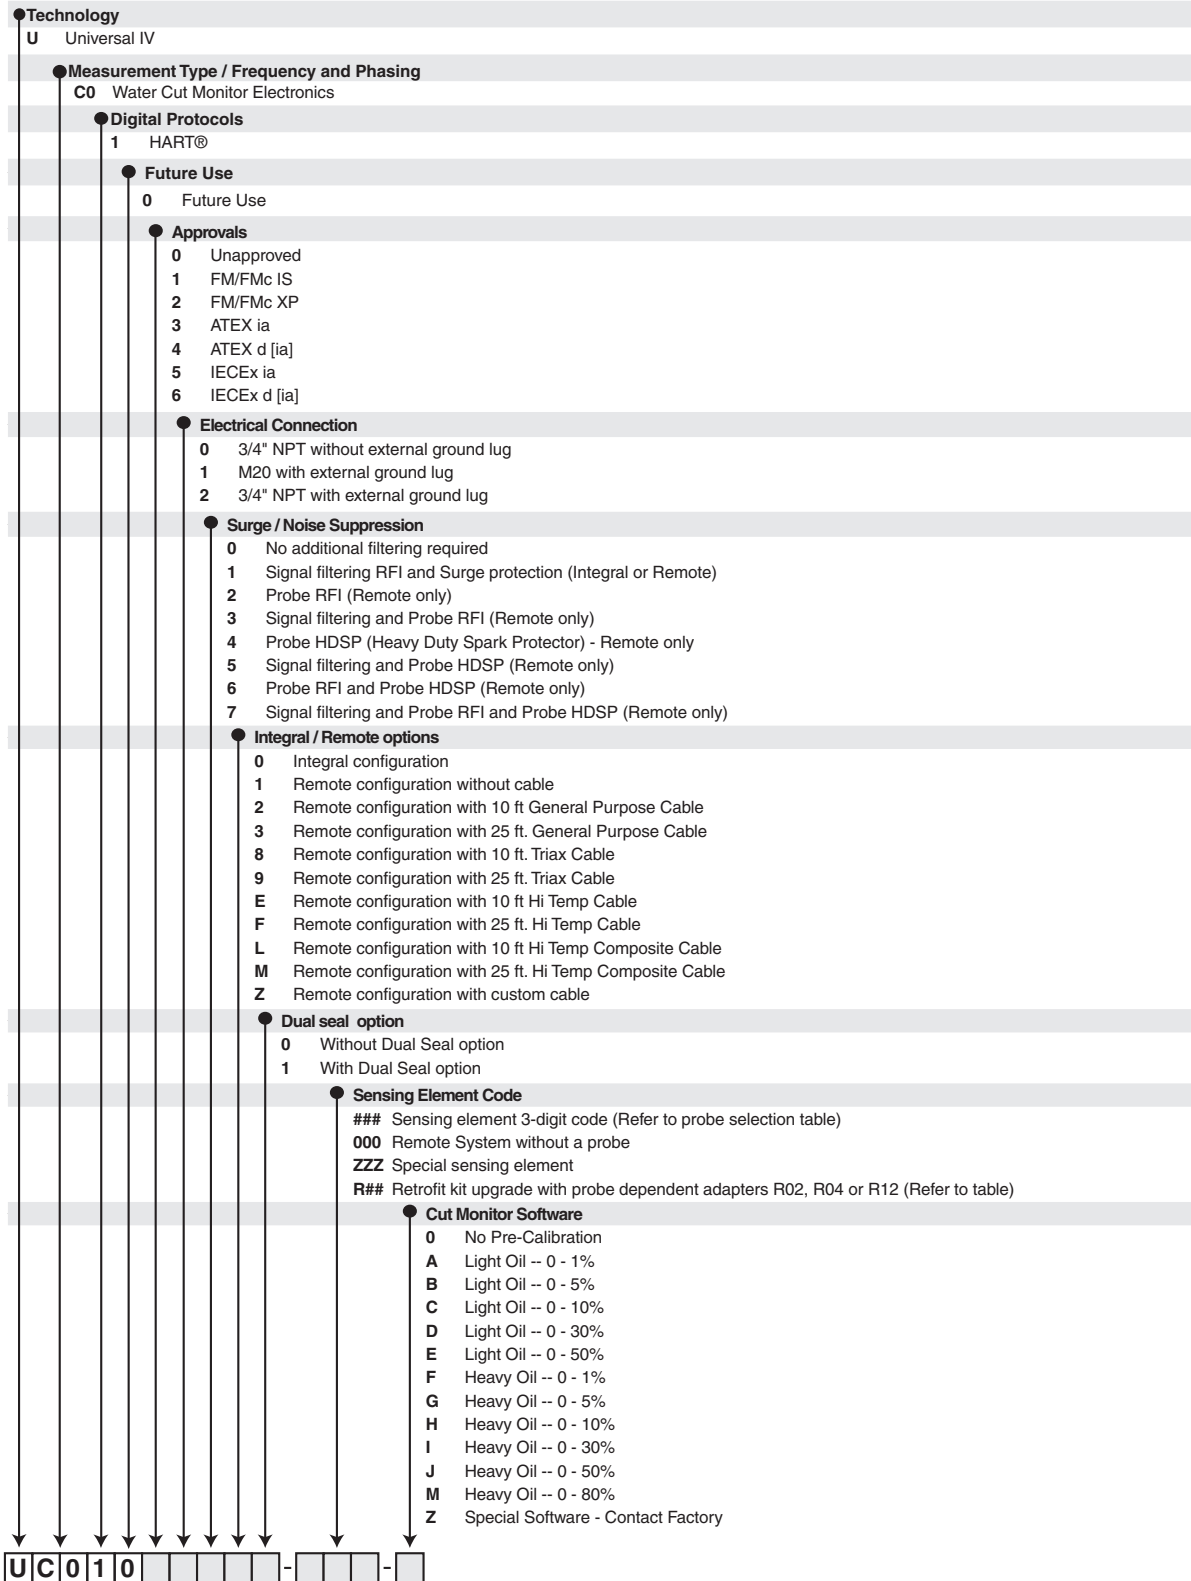 Technology
U Universal IV
Measurement Type / Frequency and Phasing
C0 Water Cut Monitor Electronics
Digital Protocols
1 HART®
Future Use
0 Future Use
Approvals
0 Unapproved
1 FM/FMc IS
2 FM/FMc XP
3 ATEX ia
4 ATEX d [ia]
5 IECEx ia
6 IECEx d [ia]
Electrical Connection
0 3/4" NPT without external ground lug
1 M20 with external ground lug
2 3/4" NPT with external ground lug
Surge / Noise Suppression
0 No additional filtering required
1 Signal filtering RFI and Surge protection (Integral or Remote)
2 Probe RFI (Remote only)
3 Signal filtering and Probe RFI (Remote only)
4 Probe HDSP (Heavy Duty Spark Protector) - Remote only
5 Signal filtering and Probe HDSP (Remote only)
6 Probe RFI and Probe HDSP (Remote only)
7 Signal filtering and Probe RFI and Probe HDSP (Remote only)
Integral / Remote options
0 Integral configuration
1 Remote configuration without cable
2 Remote configuration with 10 ft General Purpose Cable
3 Remote configuration with 25 ft. General Purpose Cable
8 Remote configuration with 10 ft. Triax Cable
9 Remote configuration with 25 ft. Triax Cable
E Remote configuration with 10 ft Hi Temp Cable
F Remote configuration with 25 ft. Hi Temp Cable
L Remote configuration with 10 ft Hi Temp Composite Cable
M Remote configuration with 25 ft. Hi Temp Composite Cable
Z Remote configuration with custom cable
Dual seal option
0 Without Dual Seal option
1 With Dual Seal option
Sensing Element Code
### Sensing element 3-digit code (Refer to probe selection table)
000 Remote System without a probe
ZZZ Special sensing element
R## Retrofit kit upgrade with probe dependent adapters R02, R04 or R12 (Refer to table)
Cut Monitor Software
0 No Pre-Calibration
A Light Oil -- 0 - 1%
B Light Oil -- 0 - 5%
C Light Oil -- 0 - 10%
D Light Oil -- 0 - 30%
E Light Oil -- 0 - 50%
F Heavy Oil -- 0 - 1%
G Heavy Oil -- 0 - 5%
H Heavy Oil -- 0 - 10%
I Heavy Oil -- 0 - 30%
J Heavy Oil -- 0 - 50%
M Heavy Oil -- 0 - 80%
Z Special Software - Contact Factory
U C 0 1 0 - -